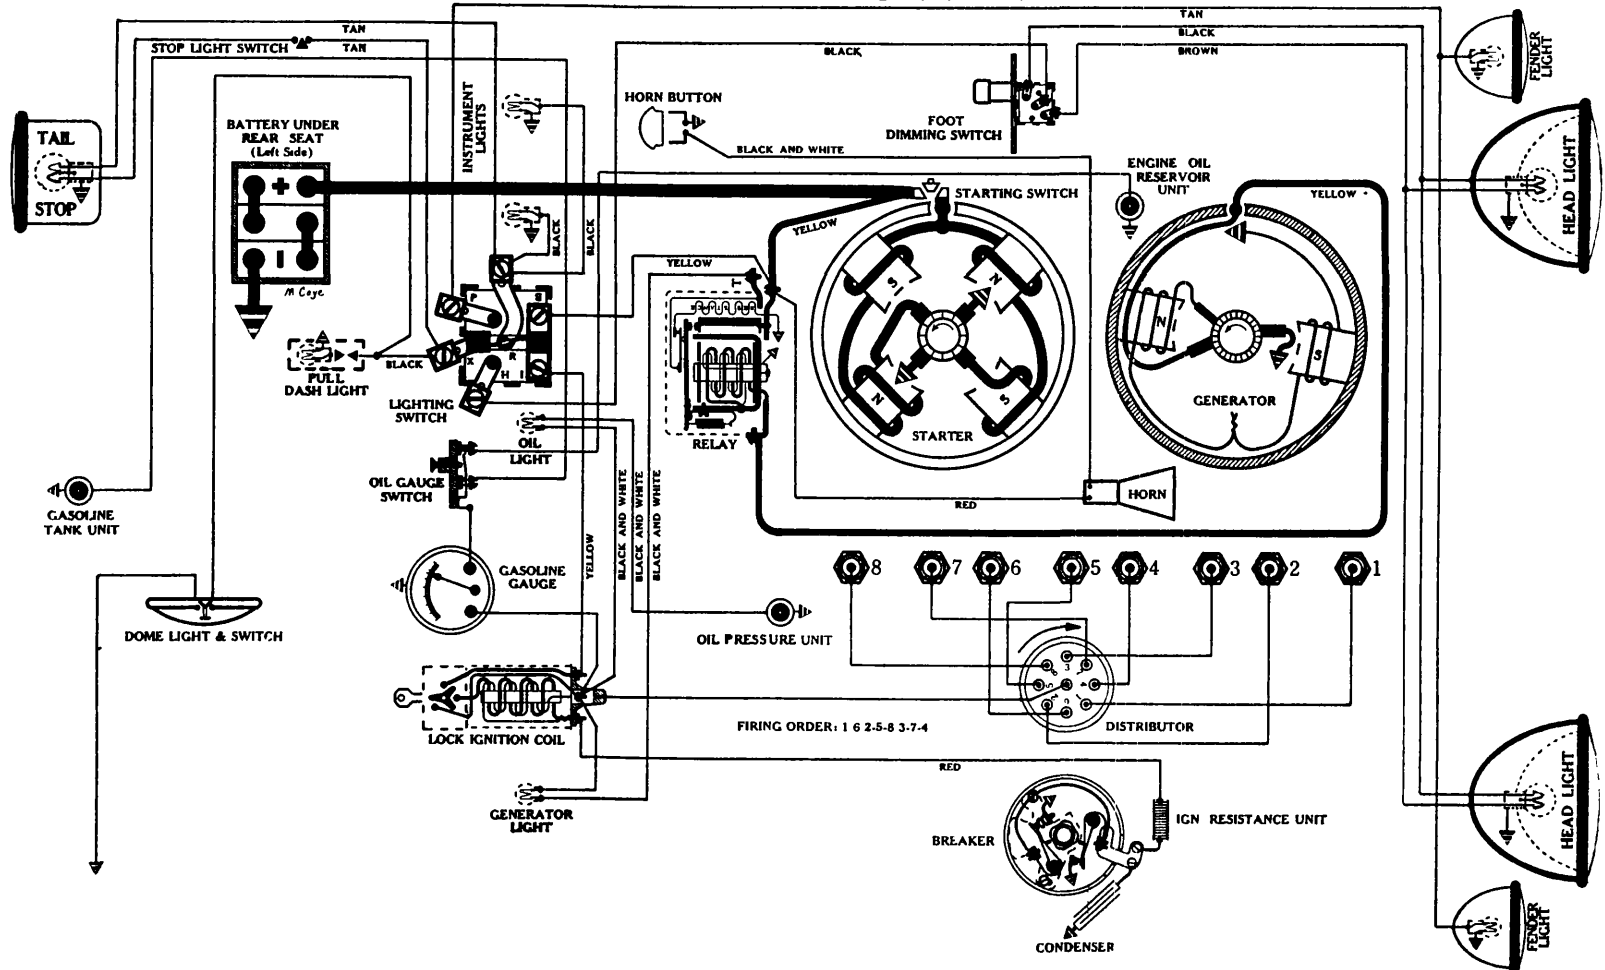 TAN
TAN
BLACK
BROWN
TAN
STOP LIGHT SWITCH
TAN
BLACK
FENDER
LIGHT
TAIL
STOP
BATTERY UNDER
REAR SEAT
(Left Side)
+
INSTRUMENT
LIGHTS
HORN BUTTON
FOOT
DIMMING SWITCH
BLACK AND WHITE
ENGINE OIL
RESERVOIR
UNIT
HEAD LIGHT
STARTING SWITCH
YELLOW
YELLOW
BLACK
BLACK
YELLOW
T
M Coye
P
X
R
H
I
S
N
N
S
N
S
PULL
DASH LIGHT
BLACK
LIGHTING
SWITCH
OIL
LIGHT
RELAY
STARTER
GENERATOR
OIL GAUGE
SWITCH
GASOLINE
TANK UNIT
RED
HORN
YELLOW
BLACK AND WHITE
BLACK AND WHITE
BLACK AND WHITE
GASOLINE
GAUGE
8
7
6
5
4
3
2
1
DOME LIGHT & SWITCH
OIL PRESSURE UNIT
LOCK IGNITION COIL
FIRING ORDER: 1 6 2-5-8 3-7-4
DISTRIBUTOR
RED
GENERATOR
LIGHT
BREAKER
IGN RESISTANCE UNIT
HEAD LIGHT
CONDENSER
FENDER
LIGHT